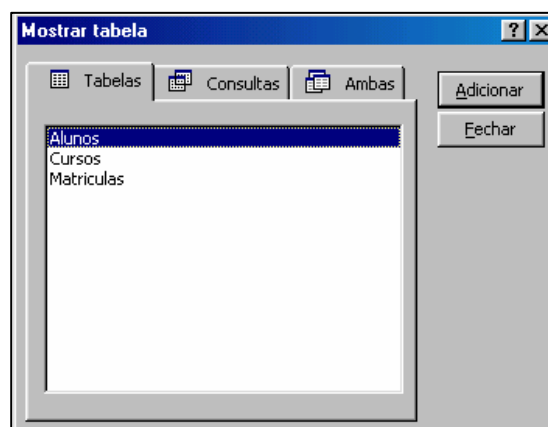 Mostrar tabela
Tabelas Consultas Ambas
Adicionar
Fechar
Alunos
Cursos
Matriculas